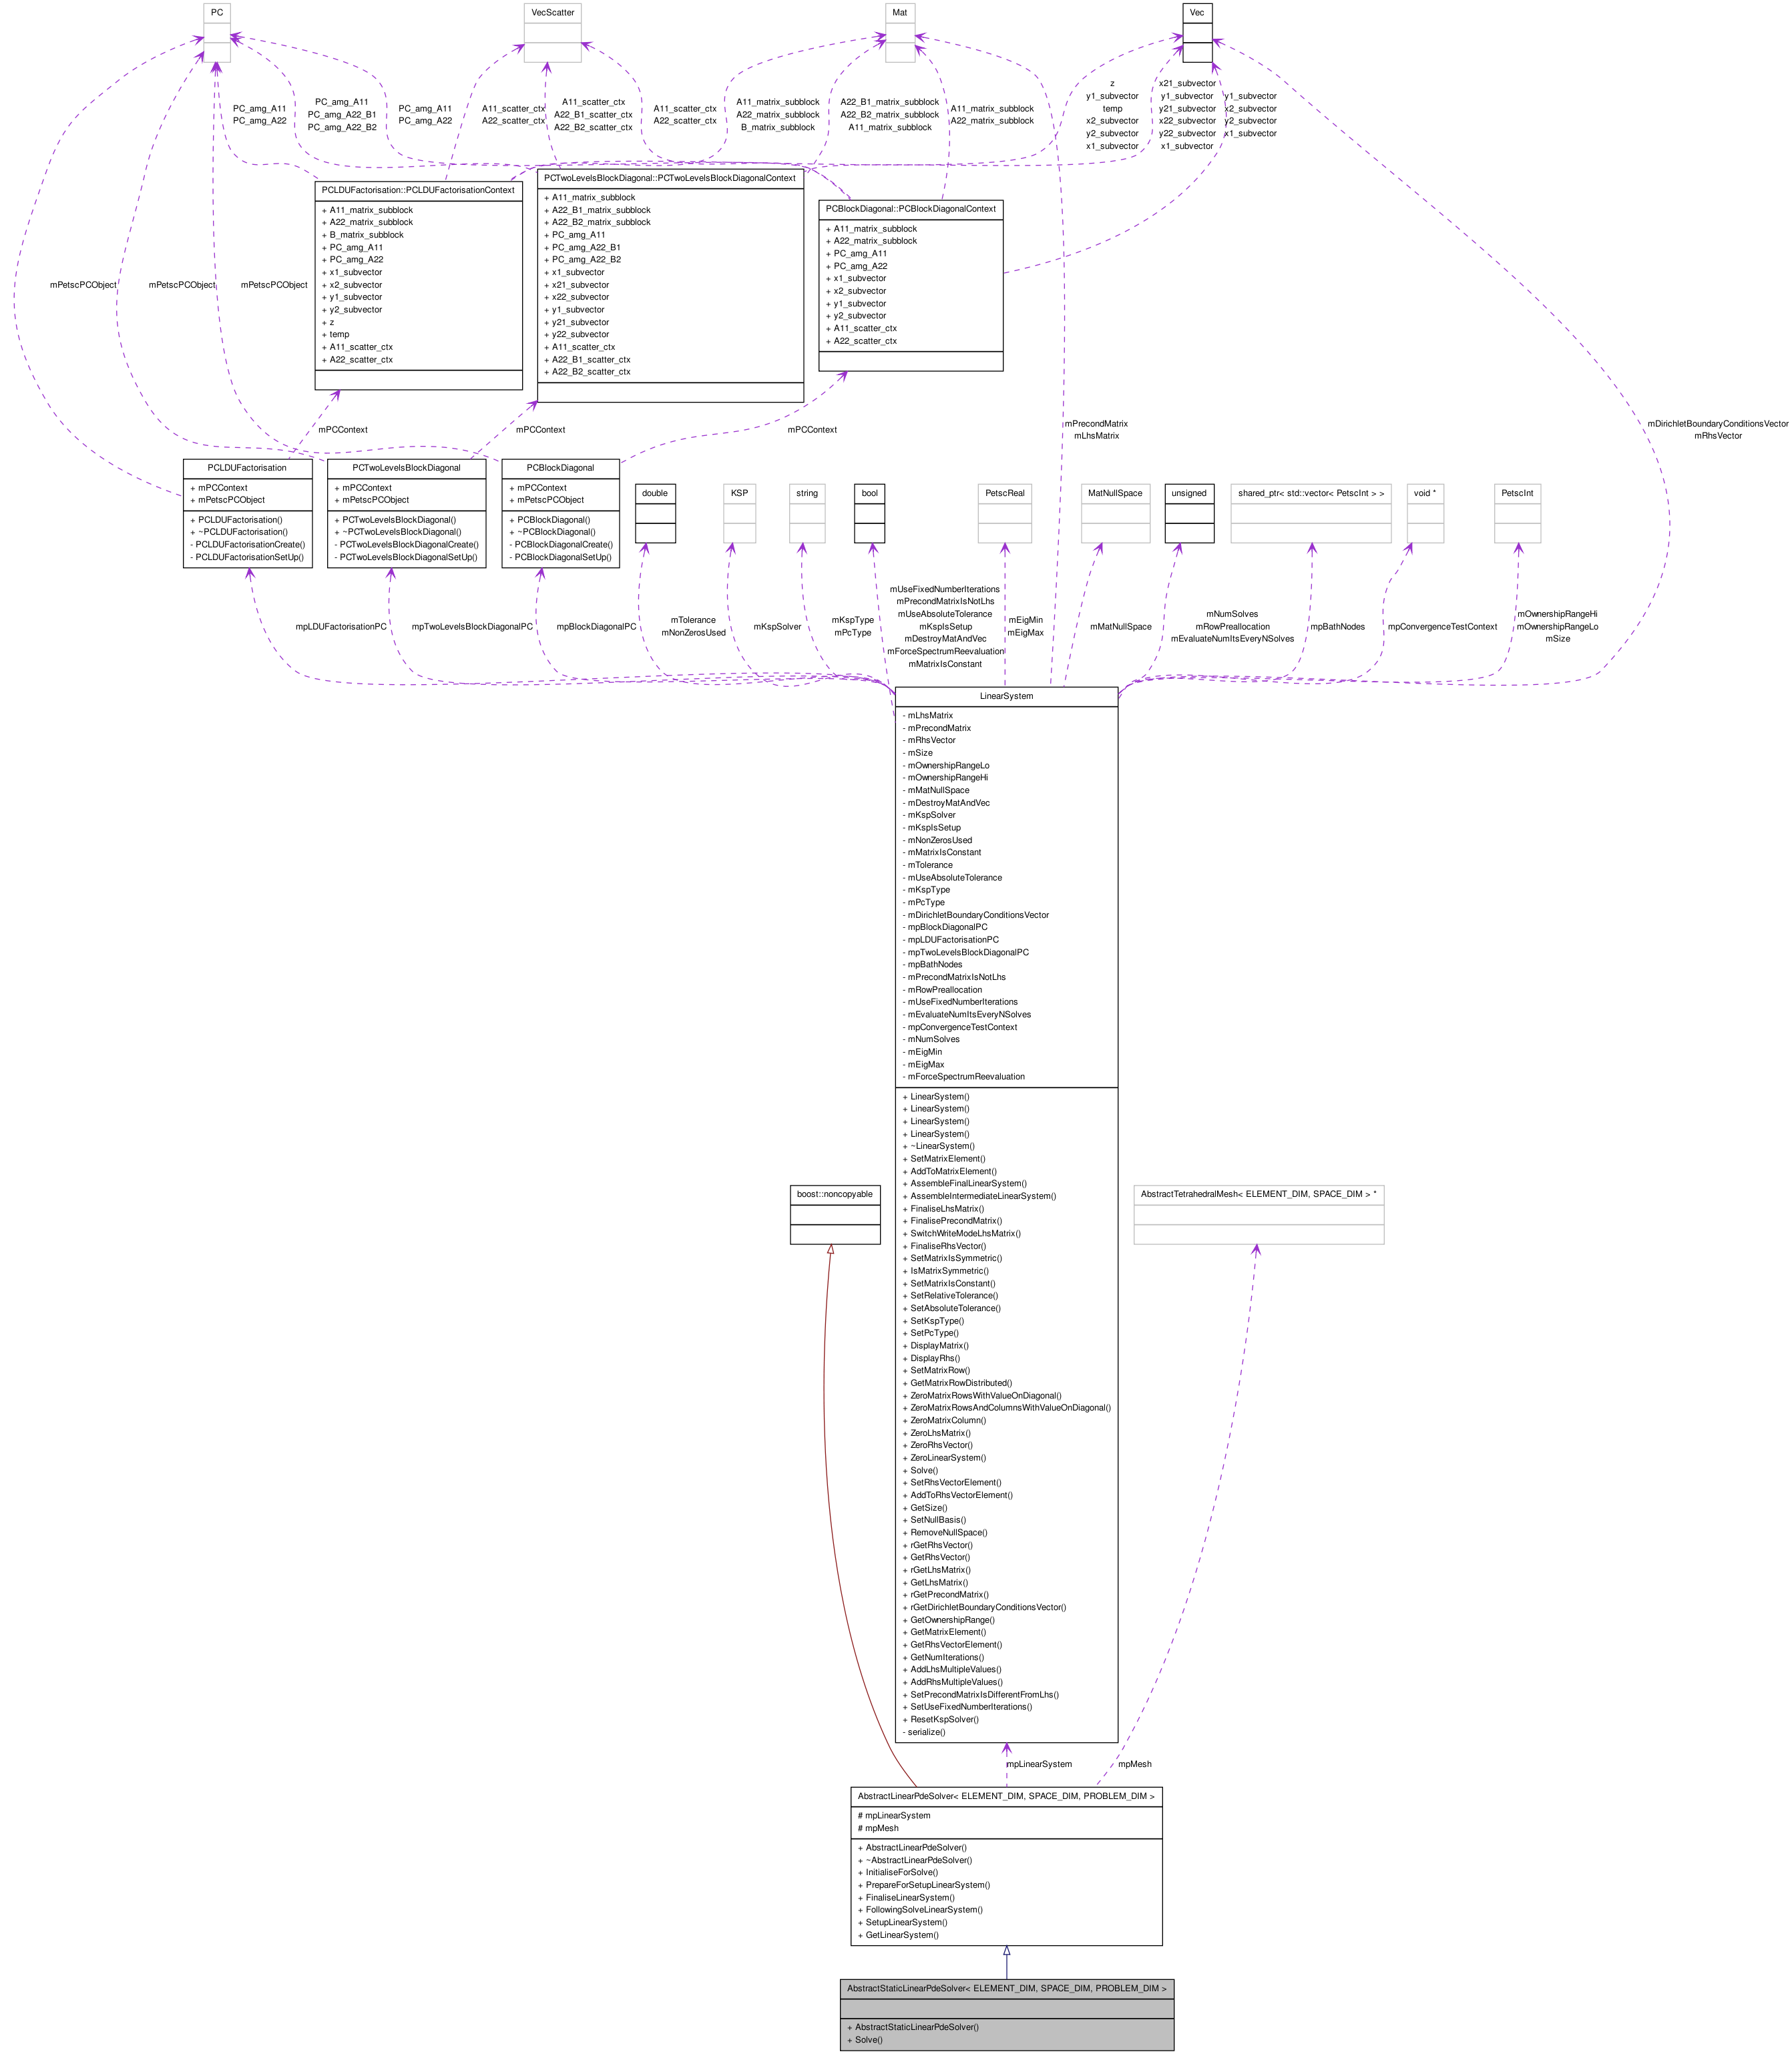 PC
VecScatter
Mat
Vec
PC_amg_A11
PC_amg_A22
PC_amg_A11
PC_amg_A22_B1
PC_amg_A22_B2
PC_amg_A11
PC_amg_A22
A11_scatter_ctx
A22_scatter_ctx
A11_scatter_ctx
A22_B1_scatter_ctx
A22_B2_scatter_ctx
A11_scatter_ctx
A22_scatter_ctx
A11_matrix_subblock
A22_matrix_subblock
B_matrix_subblock
A22_B1_matrix_subblock
A22_B2_matrix_subblock
A11_matrix_subblock
A11_matrix_subblock
A22_matrix_subblock
z
y1_subvector
temp
x2_subvector
y2_subvector
x1_subvector
x21_subvector
y1_subvector
y21_subvector
x22_subvector
y22_subvector
x1_subvector
y1_subvector
x2_subvector
y2_subvector
x1_subvector
PCLDUFactorisation::PCLDUFactorisationContext
+ A11_matrix_subblock
+ A22_matrix_subblock
+ B_matrix_subblock
+ PC_amg_A11
+ PC_amg_A22
+ x1_subvector
+ x2_subvector
+ y1_subvector
+ y2_subvector
+ z
+ temp
+ A11_scatter_ctx
+ A22_scatter_ctx
PCTwoLevelsBlockDiagonal::PCTwoLevelsBlockDiagonalContext
+ A11_matrix_subblock
+ A22_B1_matrix_subblock
+ A22_B2_matrix_subblock
+ PC_amg_A11
+ PC_amg_A22_B1
+ PC_amg_A22_B2
+ x1_subvector
+ x21_subvector
+ x22_subvector
+ y1_subvector
+ y21_subvector
+ y22_subvector
+ A11_scatter_ctx
+ A22_B1_scatter_ctx
+ A22_B2_scatter_ctx
PCBlockDiagonal::PCBlockDiagonalContext
+ A11_matrix_subblock
+ A22_matrix_subblock
+ PC_amg_A11
+ PC_amg_A22
+ x1_subvector
+ x2_subvector
+ y1_subvector
+ y2_subvector
+ A11_scatter_ctx
+ A22_scatter_ctx
mPetscPCObject
mPetscPCObject
mPetscPCObject
mPCContext
mPCContext
mPCContext
mPrecondMatrix
mLhsMatrix
mDirichletBoundaryConditionsVector
mRhsVector
PCLDUFactorisation
+ mPCContext
+ mPetscPCObject
+ PCLDUFactorisation()
+ ~PCLDUFactorisation()
- PCLDUFactorisationCreate()
- PCLDUFactorisationSetUp()
PCTwoLevelsBlockDiagonal
+ mPCContext
+ mPetscPCObject
+ PCTwoLevelsBlockDiagonal()
+ ~PCTwoLevelsBlockDiagonal()
- PCTwoLevelsBlockDiagonalCreate()
- PCTwoLevelsBlockDiagonalSetUp()
PCBlockDiagonal
+ mPCContext
+ mPetscPCObject
+ PCBlockDiagonal()
+ ~PCBlockDiagonal()
- PCBlockDiagonalCreate()
- PCBlockDiagonalSetUp()
double
KSP
string
bool
PetscReal
MatNullSpace
unsigned
shared_ptr< std::vector< PetscInt > >
void *
PetscInt
mpLDUFactorisationPC
mpTwoLevelsBlockDiagonalPC
mpBlockDiagonalPC
mTolerance
mNonZerosUsed
mKspSolver
mKspType
mPcType
mUseFixedNumberIterations
mPrecondMatrixIsNotLhs
mUseAbsoluteTolerance
mKspIsSetup
mDestroyMatAndVec
mForceSpectrumReevaluation
mMatrixIsConstant
mEigMin
mEigMax
mMatNullSpace
mNumSolves
mRowPreallocation
mEvaluateNumItsEveryNSolves
mpBathNodes
mpConvergenceTestContext
mOwnershipRangeHi
mOwnershipRangeLo
mSize
LinearSystem
- mLhsMatrix
- mPrecondMatrix
- mRhsVector
- mSize
- mOwnershipRangeLo
- mOwnershipRangeHi
- mMatNullSpace
- mDestroyMatAndVec
- mKspSolver
- mKspIsSetup
- mNonZerosUsed
- mMatrixIsConstant
- mTolerance
- mUseAbsoluteTolerance
- mKspType
- mPcType
- mDirichletBoundaryConditionsVector
- mpBlockDiagonalPC
- mpLDUFactorisationPC
- mpTwoLevelsBlockDiagonalPC
- mpBathNodes
- mPrecondMatrixIsNotLhs
- mRowPreallocation
- mUseFixedNumberIterations
- mEvaluateNumItsEveryNSolves
- mpConvergenceTestContext
- mNumSolves
- mEigMin
- mEigMax
- mForceSpectrumReevaluation
+ LinearSystem()
+ LinearSystem()
+ LinearSystem()
+ LinearSystem()
+ ~LinearSystem()
+ SetMatrixElement()
+ AddToMatrixElement()
+ AssembleFinalLinearSystem()
+ AssembleIntermediateLinearSystem()
+ FinaliseLhsMatrix()
+ FinalisePrecondMatrix()
+ SwitchWriteModeLhsMatrix()
+ FinaliseRhsVector()
+ SetMatrixIsSymmetric()
+ IsMatrixSymmetric()
+ SetMatrixIsConstant()
+ SetRelativeTolerance()
+ SetAbsoluteTolerance()
+ SetKspType()
+ SetPcType()
+ DisplayMatrix()
+ DisplayRhs()
+ SetMatrixRow()
+ GetMatrixRowDistributed()
+ ZeroMatrixRowsWithValueOnDiagonal()
+ ZeroMatrixRowsAndColumnsWithValueOnDiagonal()
+ ZeroMatrixColumn()
+ ZeroLhsMatrix()
+ ZeroRhsVector()
+ ZeroLinearSystem()
+ Solve()
+ SetRhsVectorElement()
+ AddToRhsVectorElement()
+ GetSize()
+ SetNullBasis()
+ RemoveNullSpace()
+ rGetRhsVector()
+ GetRhsVector()
+ rGetLhsMatrix()
+ GetLhsMatrix()
+ rGetPrecondMatrix()
+ rGetDirichletBoundaryConditionsVector()
+ GetOwnershipRange()
+ GetMatrixElement()
+ GetRhsVectorElement()
+ GetNumIterations()
+ AddLhsMultipleValues()
+ AddRhsMultipleValues()
+ SetPrecondMatrixIsDifferentFromLhs()
+ SetUseFixedNumberIterations()
+ ResetKspSolver()
- serialize()
boost::noncopyable
AbstractTetrahedralMesh< ELEMENT_DIM, SPACE_DIM > *
mpLinearSystem
mpMesh
AbstractLinearPdeSolver< ELEMENT_DIM, SPACE_DIM, PROBLEM_DIM >
# mpLinearSystem
# mpMesh
+ AbstractLinearPdeSolver()
+ ~AbstractLinearPdeSolver()
+ InitialiseForSolve()
+ PrepareForSetupLinearSystem()
+ FinaliseLinearSystem()
+ FollowingSolveLinearSystem()
+ SetupLinearSystem()
+ GetLinearSystem()
AbstractStaticLinearPdeSolver< ELEMENT_DIM, SPACE_DIM, PROBLEM_DIM >
+ AbstractStaticLinearPdeSolver()
+ Solve()